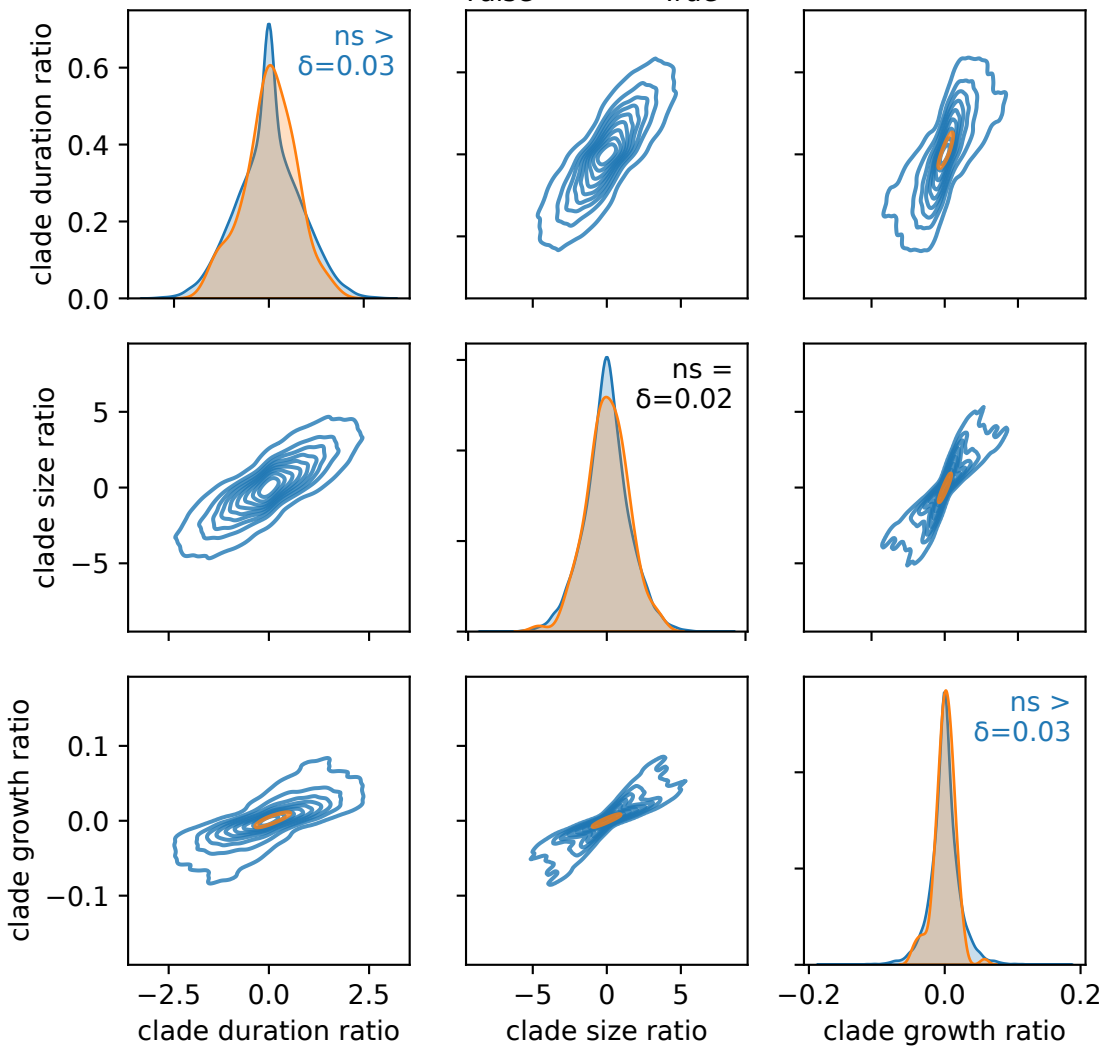 clade duration ratio
0.6
0.4
0.2
0.0
ns >
δ=0.03
clade size ratio
5
0
−5
ns =
δ=0.02
clade growth ratio
0.1
0.0
−0.1
ns >
δ=0.03
−2.5 0.0 2.5
−5 0 5
−0.2 0.0 0.2
clade duration ratio
clade size ratio
clade growth ratio